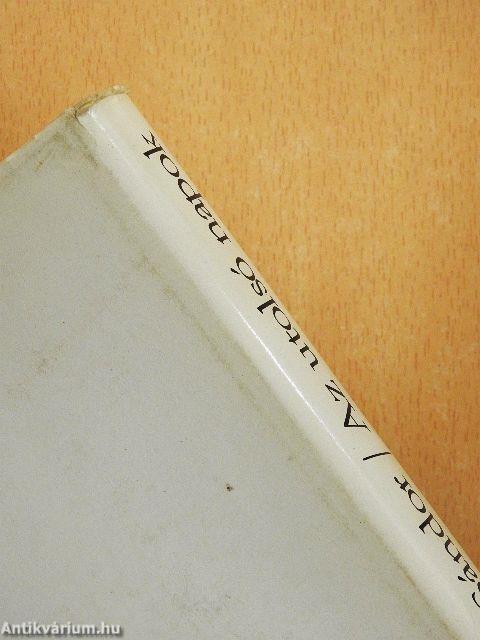 Sándor / Az utolsó napok
Antikvárium.hu